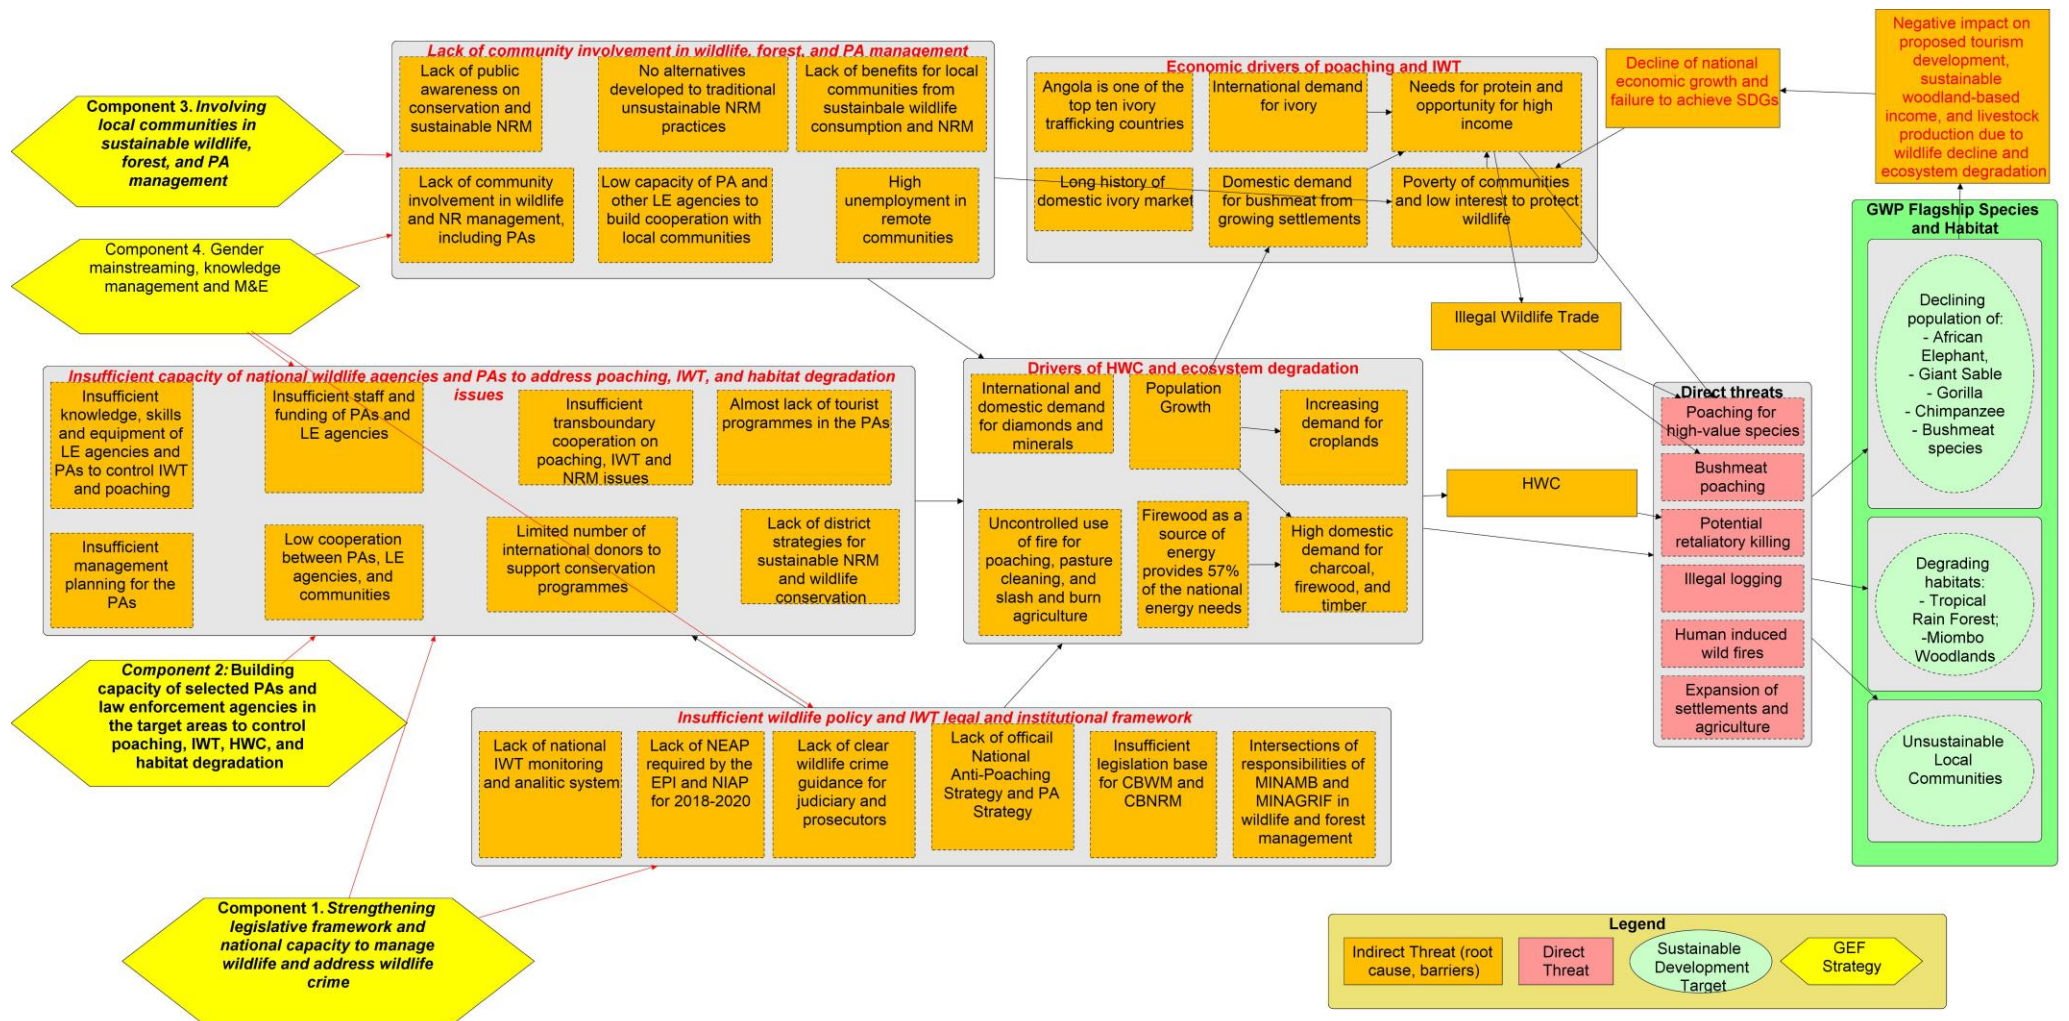 Component 3. Involving
local communities in
sustainable wildlife,
forest, and PA
management
Component 4. Gender
mainstreaming, knowledge
management and M&E
Lack of community involvement in wildlife, forest, and PA management
Lack of public
awareness on
conservation and
sustainable NRM
No alternatives
developed to traditional
unsustainable NRM
practices
Lack of benefits for local
communities from
sustainbale wildlife
consumption and NRM
Lack of community
involvement in wildlife
and NR management,
including PAs
Low capacity of PA and
other LE agencies to
build cooperation with
local communities
High
unemployment in
remote
communities
Economic drivers of poaching and IWT
Angola is one of the
top ten ivory
trafficking countries
International demand
for ivory
Needs for protein and
opportunity for high
income
Long history of
domestic ivory market
Domestic demand
for bushmeat from
growing settlements
Poverty of communities
and low interest to protect
wildlife
Decline of national
economic growth and
failure to achieve SDGs
Negative impact on
proposed tourism
development,
sustainable
woodland-based
income, and livestock
production due to
wildlife decline and
ecosystem degradation
GWP Flagship Species
and Habitat
Declining
population of:
- African
Elephant,
- Giant Sable
- Gorilla
- Chimpanzee
- Bushmeat
species
Degrading
habitats:
- Tropical
Rain Forest;
-Miombo
Woodlands
Unsustainable
Local
Communities
Illegal Wildlife Trade
HWC
Direct threats
Poaching for
high-value species
Bushmeat
poaching
Potential
retaliatory killing
Illegal logging
Human induced
wild fires
Expansion of
settlements and
agriculture
Insufficient capacity of national wildlife agencies and PAs to address poaching, IWT, and habitat degradation
issues
Insufficient
knowledge, skills
and equipment of
LE agencies and
PAs to control IWT
and poaching
Insufficient staff and
funding of PAs and
LE agencies
Insufficient
transboundary
cooperation on
poaching, IWT and
NRM issues
Almost lack of tourist
programmes in the PAs
Insufficient
management
planning for the
PAs
Low cooperation
between PAs, LE
agencies, and
communities
Limited number of
international donors to
support conservation
programmes
Lack of district
strategies for
sustainable NRM
and wildlife
conservation
Drivers of HWC and ecosystem degradation
International and
domestic demand
for diamonds and
minerals
Population
Growth
Increasing
demand for
croplands
Uncontrolled use
of fire for
poaching, pasture
cleaning, and
slash and burn
agriculture
Firewood as a
source of
energy
provides 57%
of the national
energy needs
High domestic
demand for
charcoal,
firewood, and
timber
Component 2: Building
capacity of selected PAs and
law enforcement agencies in
the target areas to control
poaching, IWT, HWC, and
habitat degradation
Insufficient wildlife policy and IWT legal and institutional framework
Lack of national
IWT monitoring
and analitic system
Lack of NEAP
required by the
EPI and NIAP
for 2018-2020
Lack of clear
wildlife crime
guidance for
judiciary and
prosecutors
Lack of officail
National
Anti-Poaching
Strategy and PA
Strategy
Insufficient
legislation base
for CBWM and
CBNRM
Intersections of
responsibilities of
MINAMB and
MINAGRIF in
wildlife and forest
management
Component 1. Strengthening
legislative framework and
national capacity to manage
wildlife and address wildlife
crime
Legend
Indirect Threat (root
cause, barriers)
Direct
Threat
Sustainable
Development
Target
GEF
Strategy